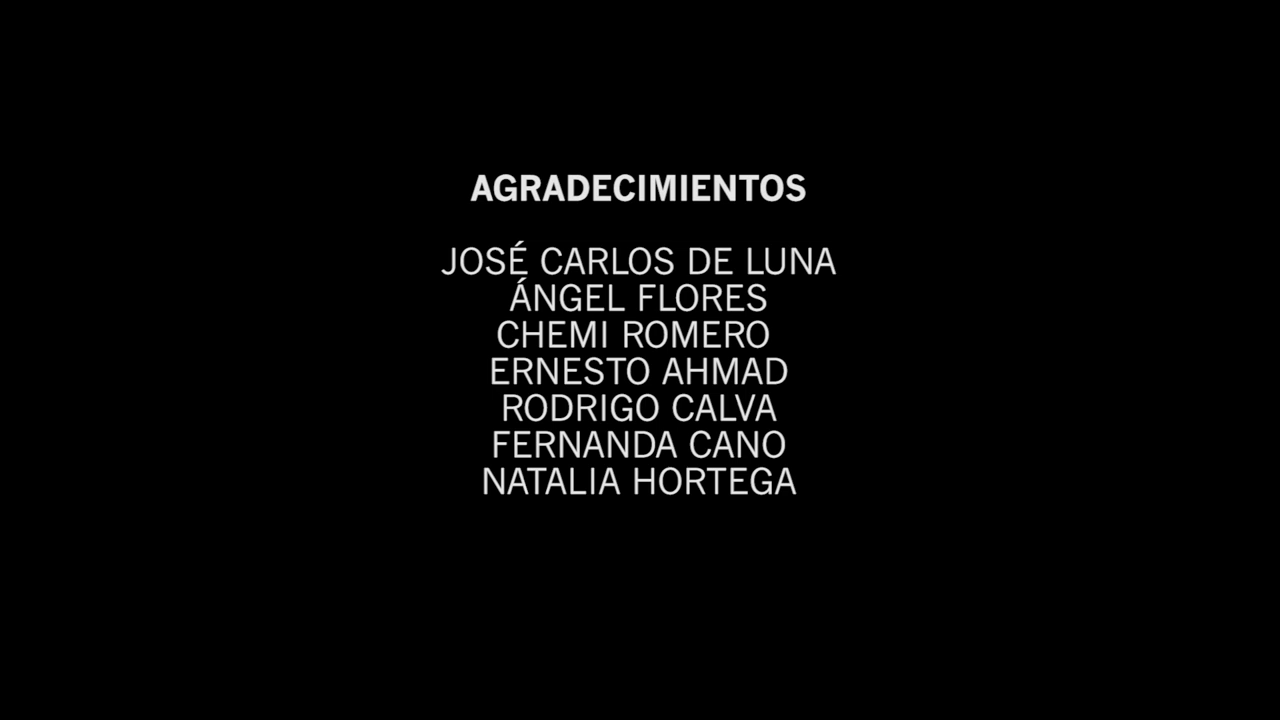 AGRADECIMIENTOS
JOSÉ CARLOS DE LUNA
ÁNGEL FLORES
CHEMI ROMERO
ERNESTO AHMAD
RODRIGO CALVA
FERNANDA CANO
NATALIA HORTEGA